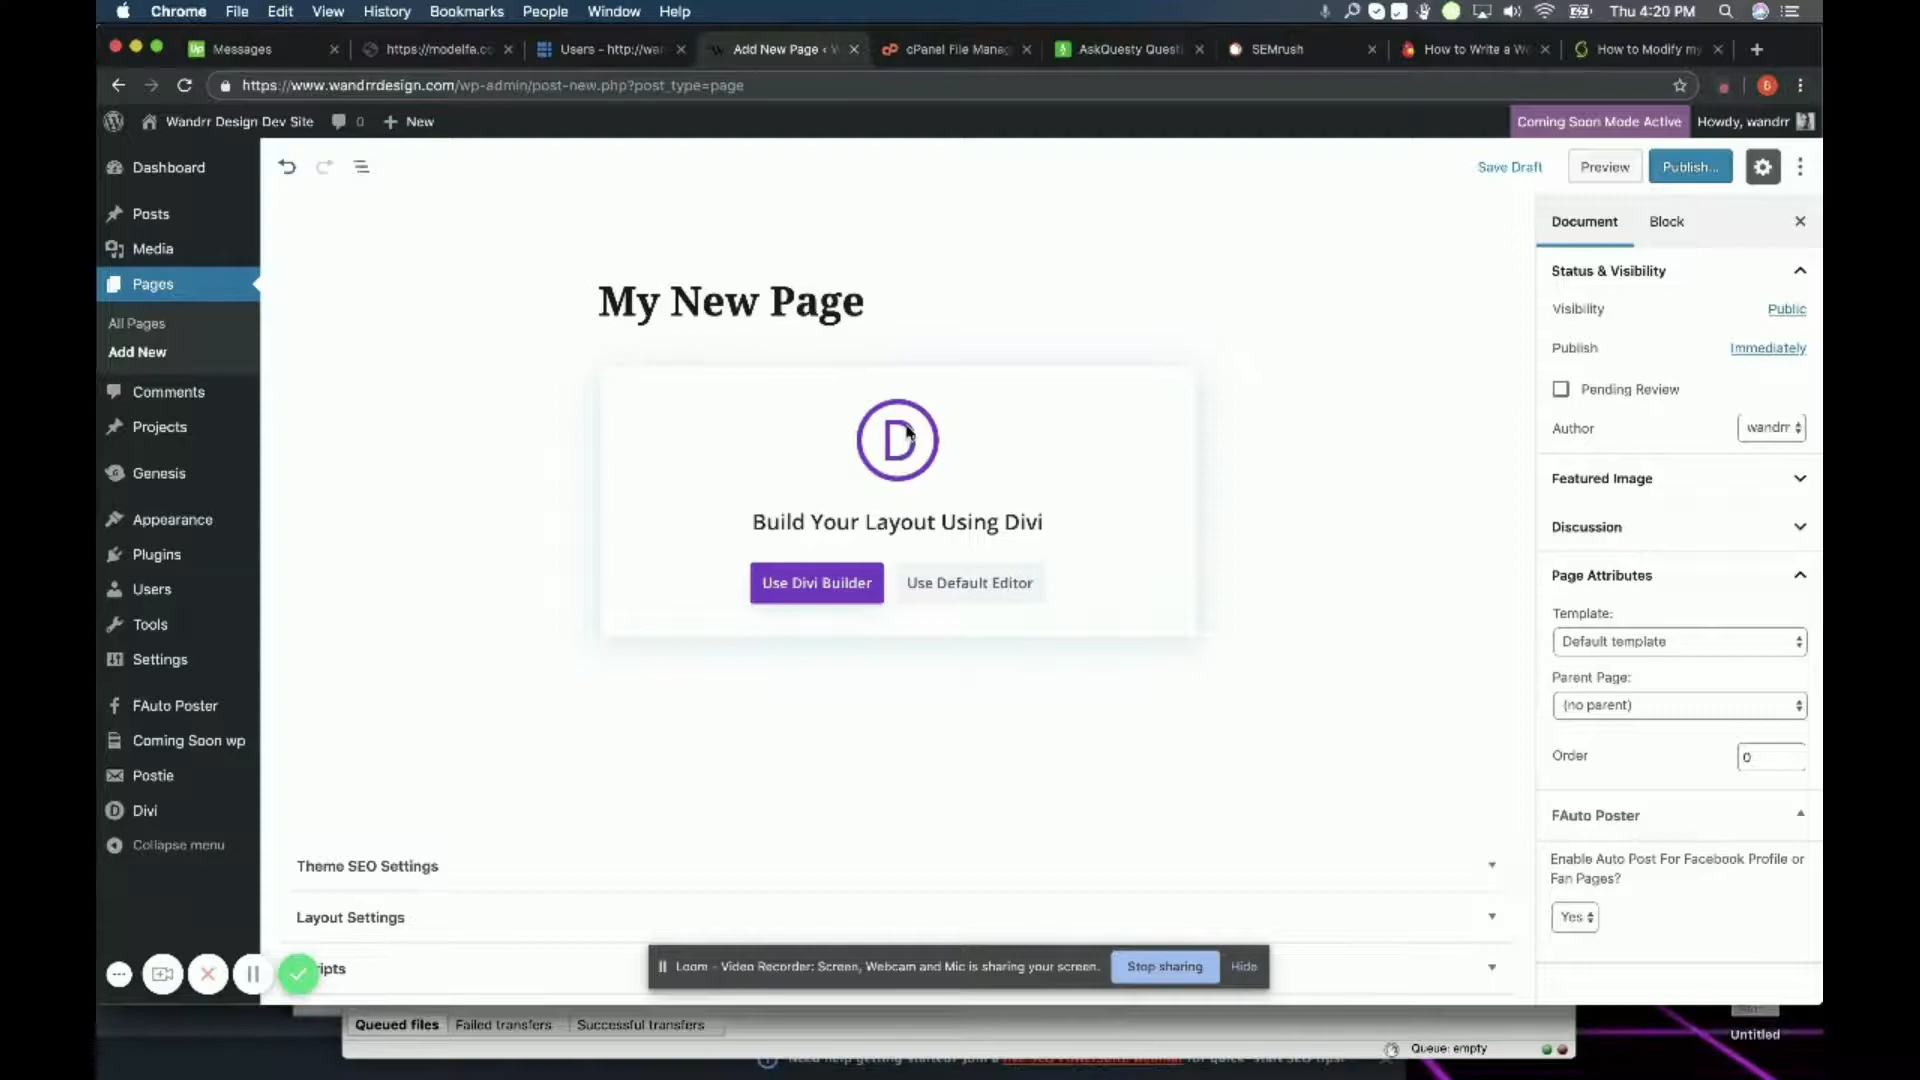 Chrome File Edit View History Bookmarks People Window Help Thu 4:20 PM
Up Messages https://modelfa.cc Users - http://wan Add New Page ‹ W cPanel File Manag AskQuesty Questi SEMrush How to Write a We How to Modify my
https://www.wandrrdesign.com/wp-admin/post-new.php?post_type=page B
Wandrr Design Dev Site 0 New Coming Soon Mode Active Howdy, wandrr
Dashboard
Posts
Media
Pages
All Pages
Add New
Comments
Projects
Genesis
Appearance
Plugins
Users
Tools
Settings
FAuto Poster
Coming Soon wp
Postie
Divi
Collapse menu
Save Draft Preview Publish...
My New Page
D
Build Your Layout Using Divi
Use Divi Builder Use Default Editor
Theme SEO Settings
Layout Settings
ripts
Document Block
Status & Visibility
Visibility Public
Publish Immediately
Pending Review
Author wandrr
Featured Image
Discussion
Page Attributes
Template:
Default template
Parent Page:
(no parent)
Order 0
FAuto Poster
Enable Auto Post For Facebook Profile or
Fan Pages?
Yes
Loom - Video Recorder: Screen, Webcam and Mic is sharing your screen. Stop sharing Hide
Queued files Failed transfers Successful transfers
Queue: empty
Untitled